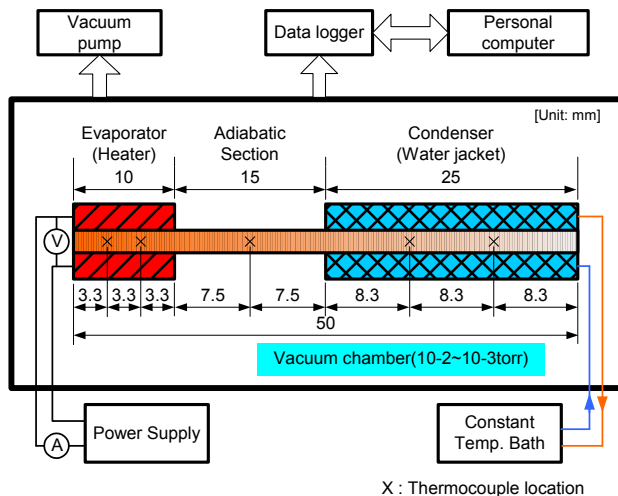 Vacuum
pump
Data logger
Personal
computer
[Unit: mm]
Evaporator
(Heater)
Adiabatic
Section
Condenser
(Water jacket)
10
15
25
V
3.3
3.3
3.3
7.5
7.5
8.3
8.3
8.3
50
Vacuum chamber(10-2~10-3torr)
A
Power Supply
Constant
Temp. Bath
X : Thermocouple location